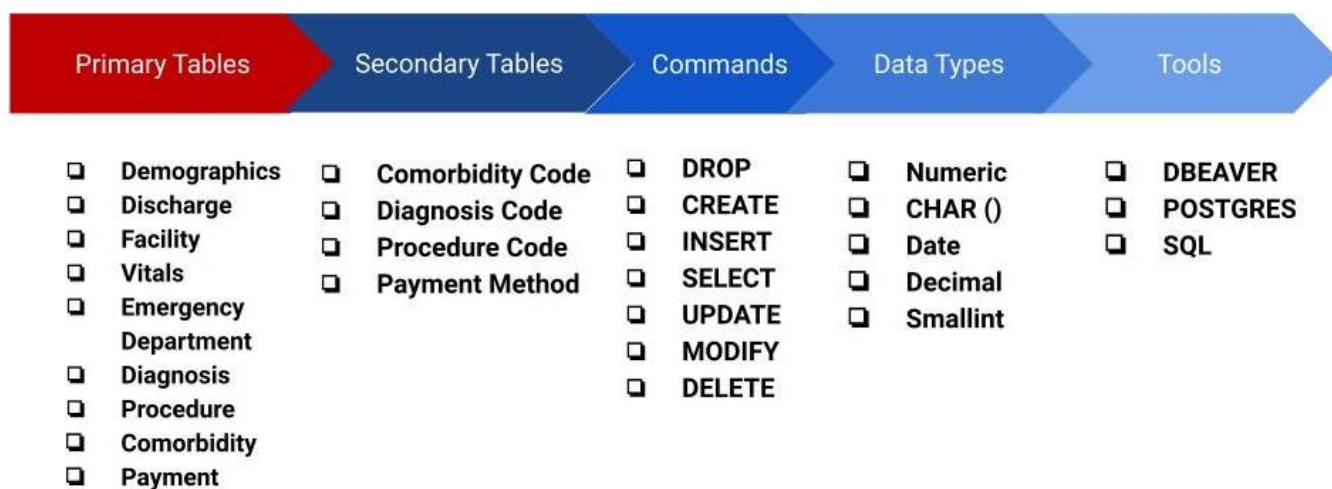 Primary Tables
Secondary Tables
Commands
Data Types
Tools
Demographics
Discharge
Facility
Vitals
Emergency
Department
Diagnosis
Procedure
Comorbidity
Payment
Comorbidity Code
Diagnosis Code
Procedure Code
Payment Method
DROP
CREATE
INSERT
SELECT
UPDATE
MODIFY
DELETE
Numeric
CHAR ()
Date
Decimal
Smallint
DBEAVER
POSTGRES
SQL